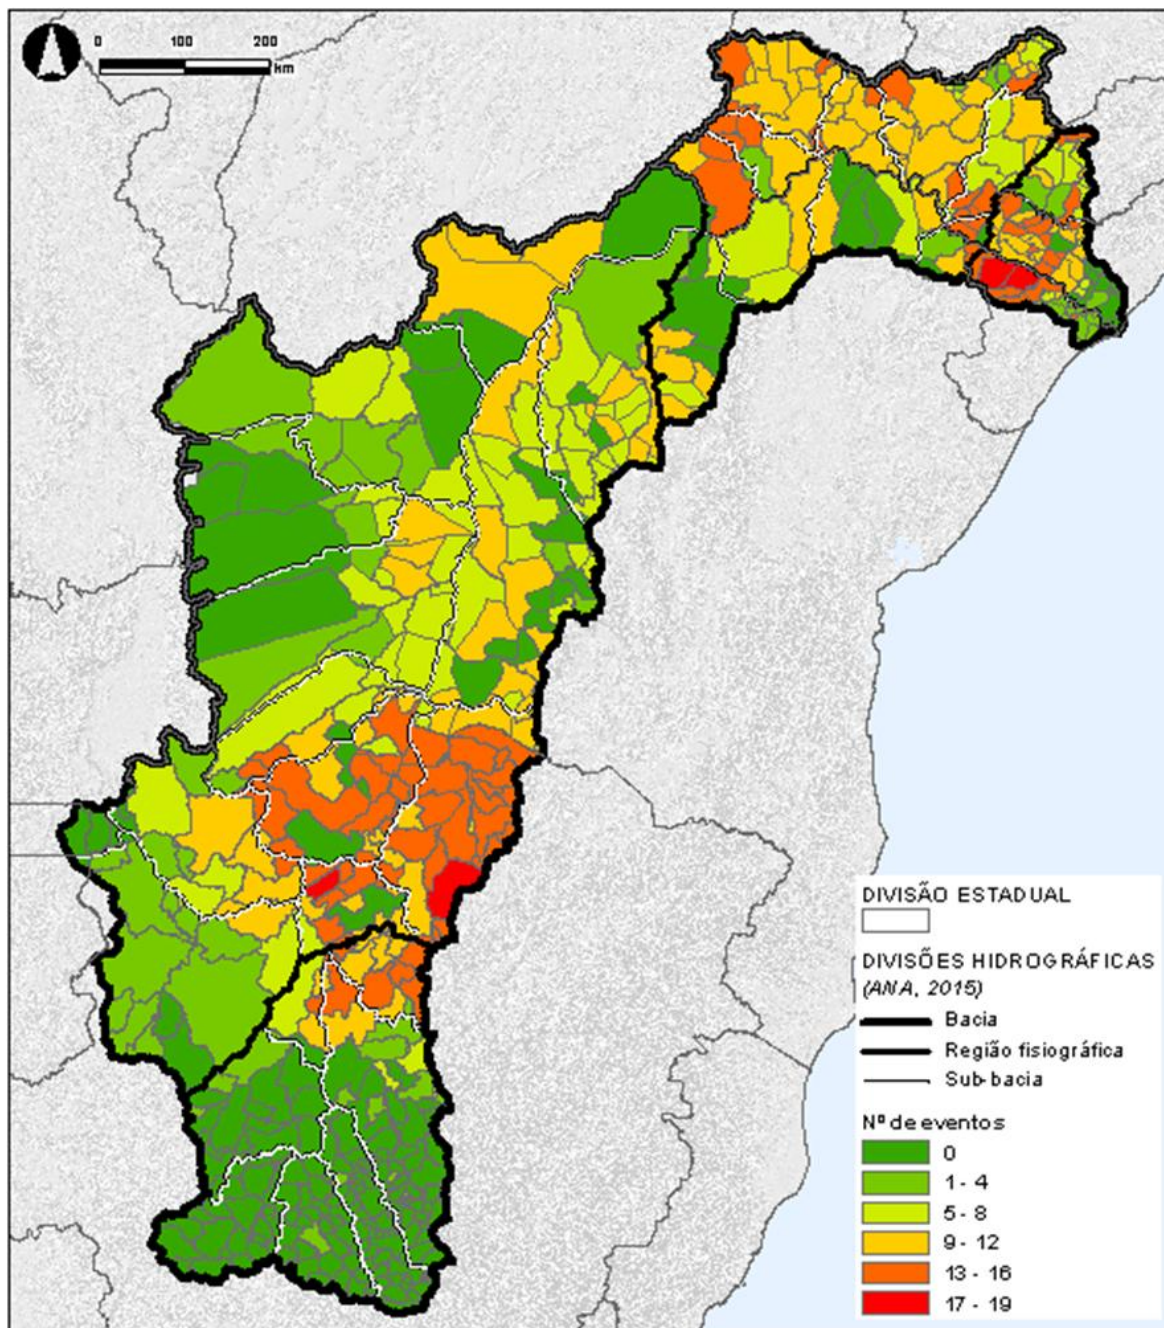 0 100 200
km
DIVISÃO ESTADUAL
DIVISÕES HIDROGRÁFICAS
(ANA, 2015)
Bacia
Região fisiográfica
Sub-bacia
Nº de eventos
0
1 - 4
5 - 8
9 - 12
13 - 16
17 - 19